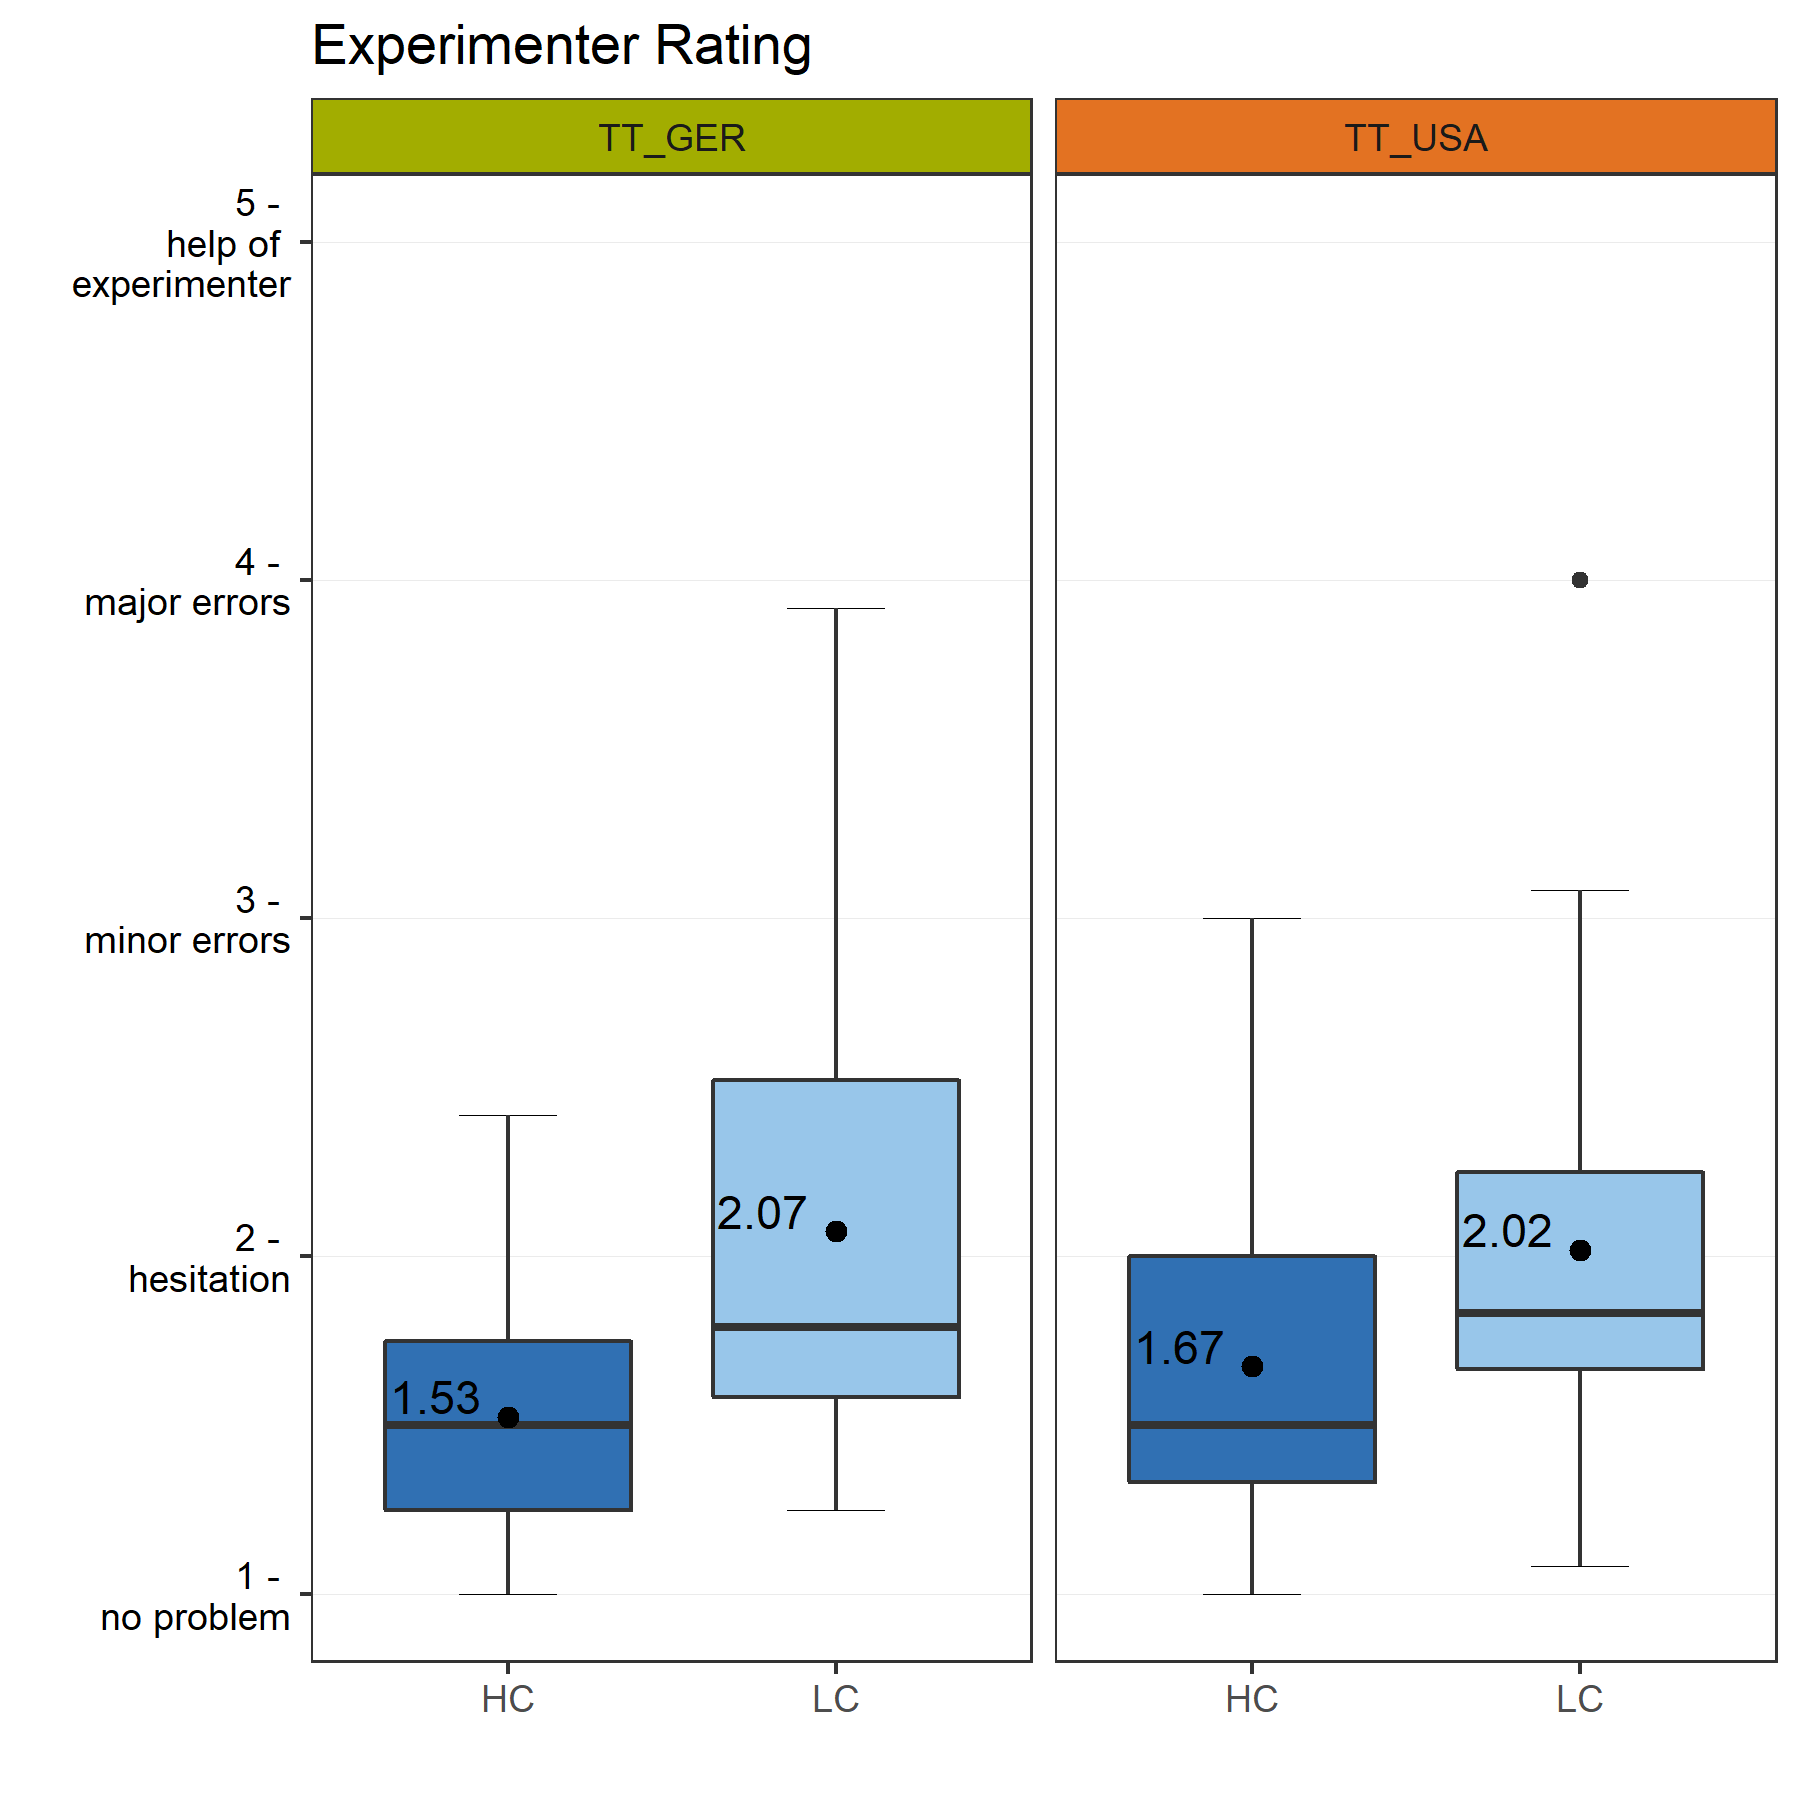 Experimenter Rating
TT_GER
TT_USA
5 -
help of
experimenter
4 -
major errors
3 -
minor errors
2 -
hesitation
1 -
no problem
1.53
2.07
1.67
2.02
HC
LC
HC
LC